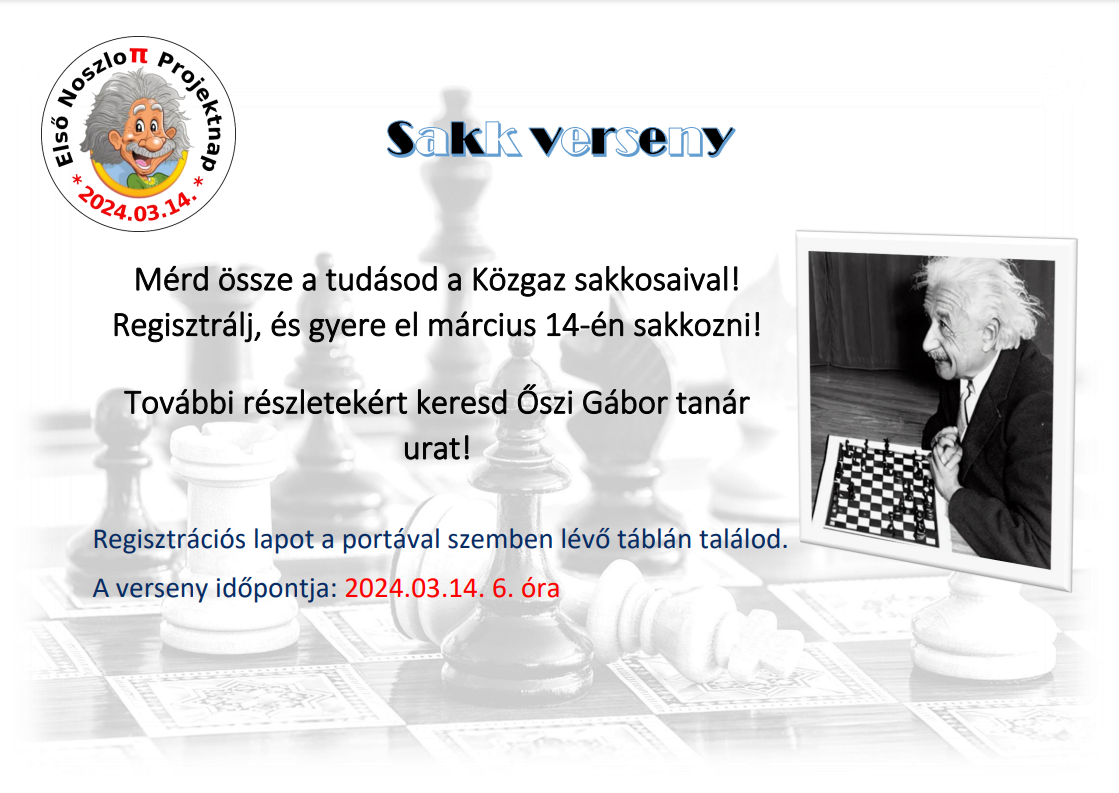 Első Noszloπ Projektnap
* 2024.03.14. *
Sakk verseny
Mérd össze a tudásod a Közgaz sakkosaival!
Regisztrálj, és gyere el március 14-én sakkozni!
További részletekért keresd Őszi Gábor tanár
urat!
Regisztrációs lapot a portával szemben lévő táblán találod.
A verseny időpontja: 2024.03.14. 6. óra